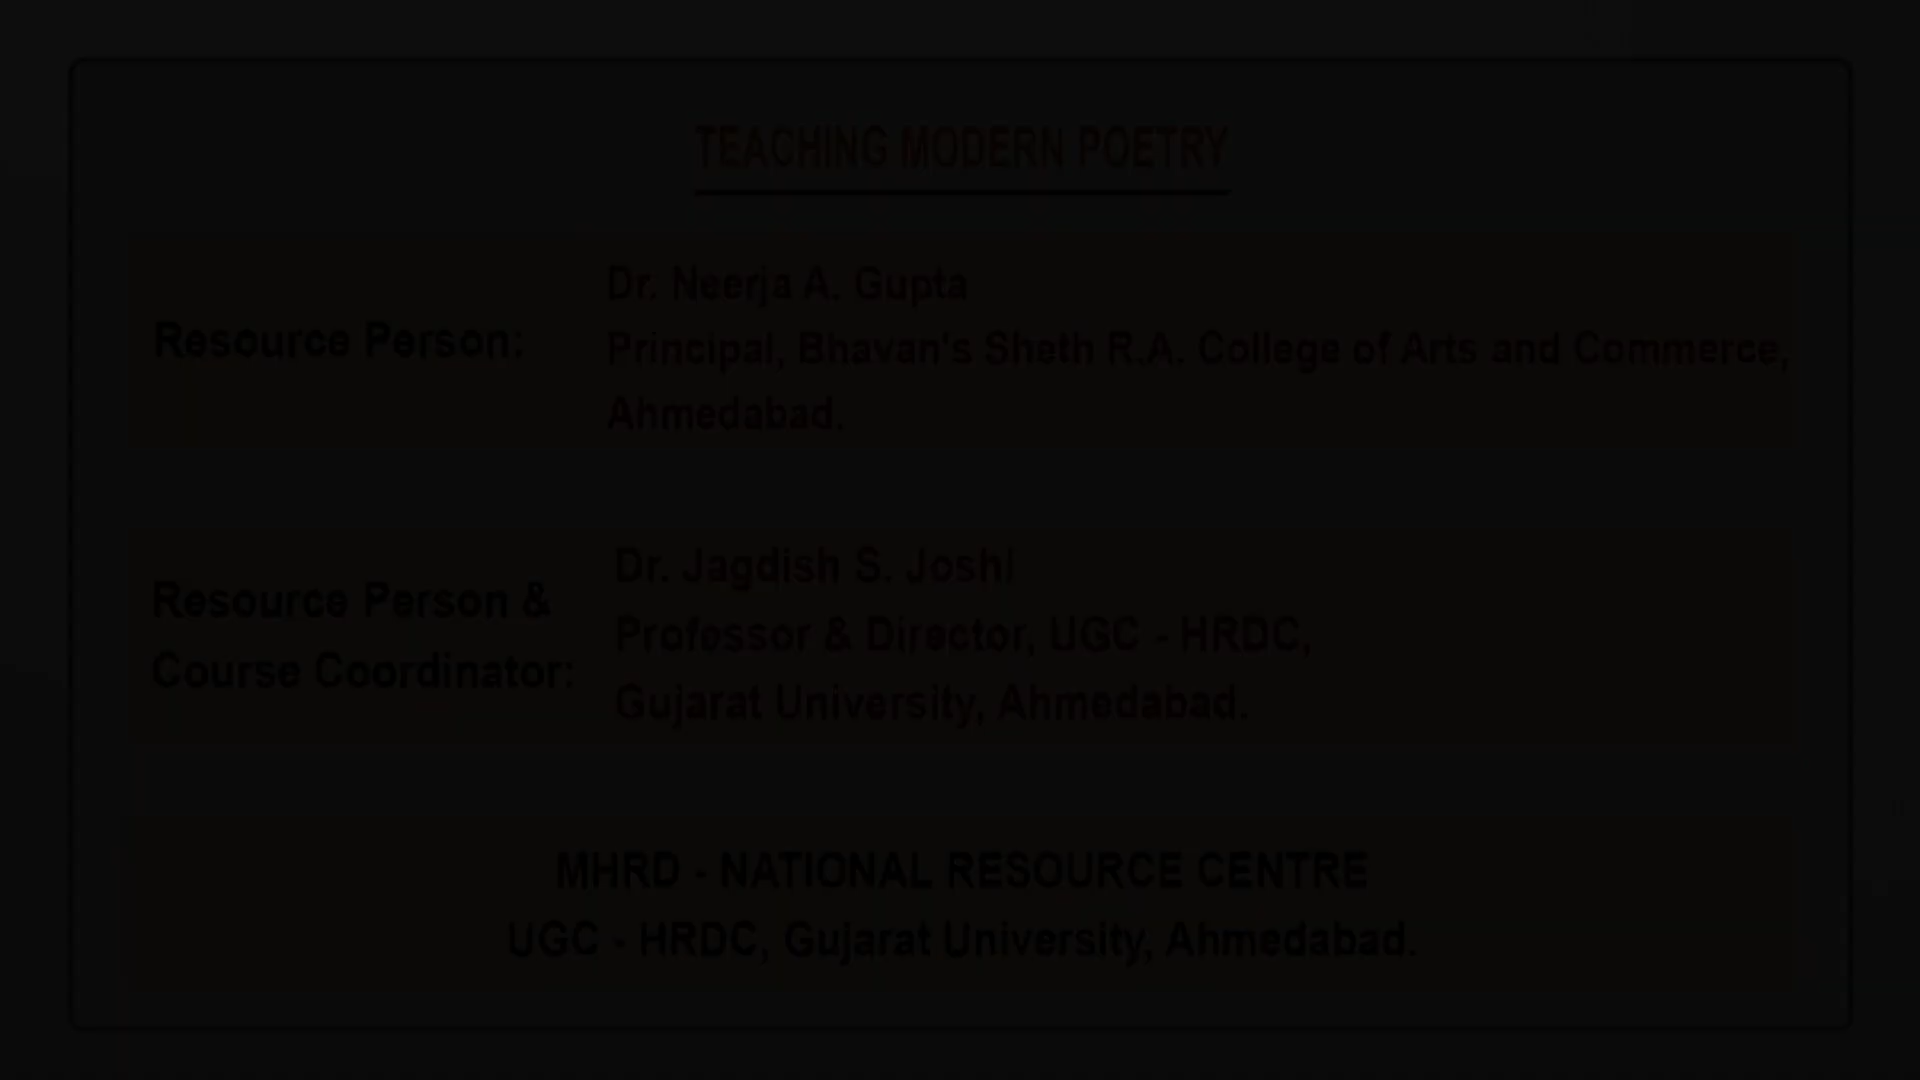 TEACHING MODERN POETRY
Resource Person:
Dr. Neerja A. Gupta
Principal, Bhavan's Sheth R.A. College of Arts and Commerce,
Ahmedabad.
Resource Person &
Course Coordinator:
Dr. Jagdish S. Joshi
Professor & Director, UGC - HRDC,
Gujarat University, Ahmedabad.
MHRD - NATIONAL RESOURCE CENTRE
UGC - HRDC, Gujarat University, Ahmedabad.